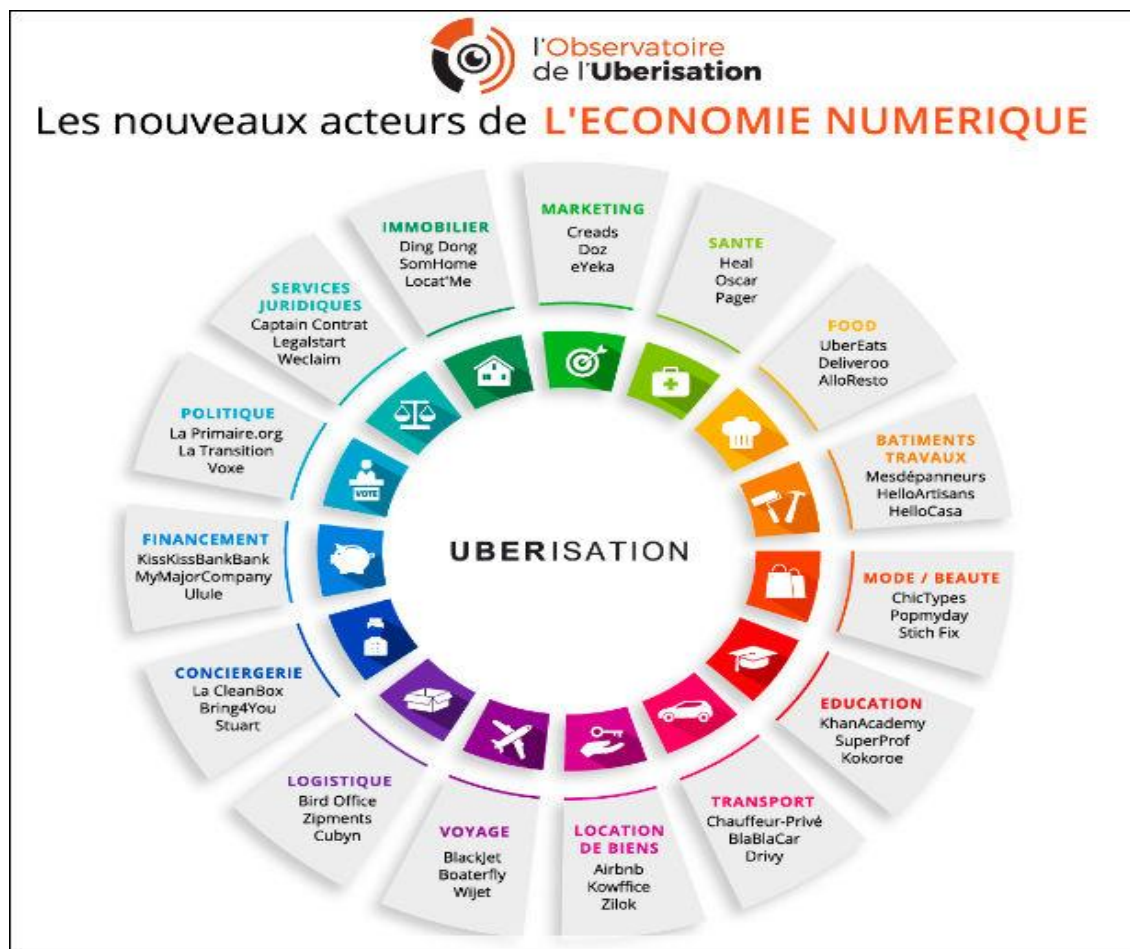 l'Observatoire
de l'Uberisation
Les nouveaux acteurs de L'ECONOMIE NUMERIQUE
MARKETING
Creads
Doz
eYeka
SANTE
Heal
Oscar
Pager
FOOD
UberEats
Deliveroo
AlloResto
BATIMENTS
TRAVAUX
Mesdépanneurs
HelloArtisans
HelloCasa
MODE / BEAUTE
ChicTypes
Popmyday
Stich Fix
EDUCATION
KhanAcademy
SuperProf
Kokoroe
TRANSPORT
Chauffeur-Privé
BlaBlaCar
Drivy
LOCATION
DE BIENS
Airbnb
Kowffice
Zilok
VOYAGE
BlackJet
Boaterfly
Wijet
LOGISTIQUE
Bird Office
Zipments
Cubyn
CONCIERGERIE
La CleanBox
Bring4You
Stuart
FINANCEMENT
KissKissBankBank
MyMajorCompany
Ulule
POLITIQUE
La Primaire.org
La Transition
Voxe
SERVICES
JURIDIQUES
Captain Contrat
Legalstart
Weclaim
IMMOBILIER
Ding Dong
SomHome
Locat'Me
VOTE
UBERISATION